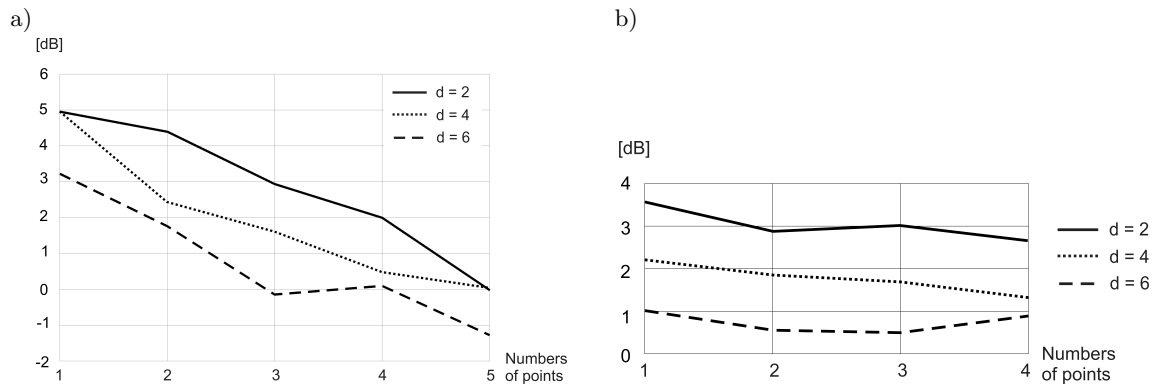 a)
[dB]
6
5
4
3
2
1
0
-1
-2
1 2 3 4 5
Numbers
of points
d = 2
d = 4
d = 6
b)
[dB]
4
3
2
1
0
1 2 3 4
Numbers
of points
d = 2
d = 4
d = 6